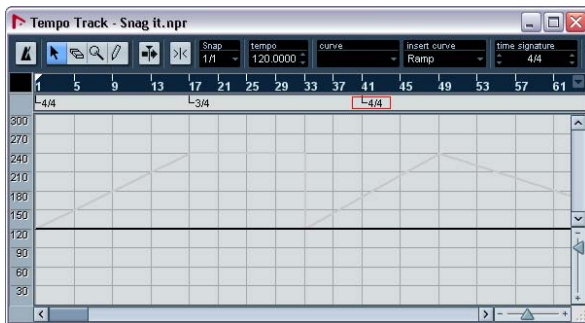 Tempo Track - Snag it.npr
Snap tempo curve insert curve time signature
1/1 120.0000 Ramp 4/4
1 5 9 13 17 21 25 29 33 37 41 45 49 53 57 61
4/4 3/4 4/4
300
270
240
210
180
150
120
90
60
30